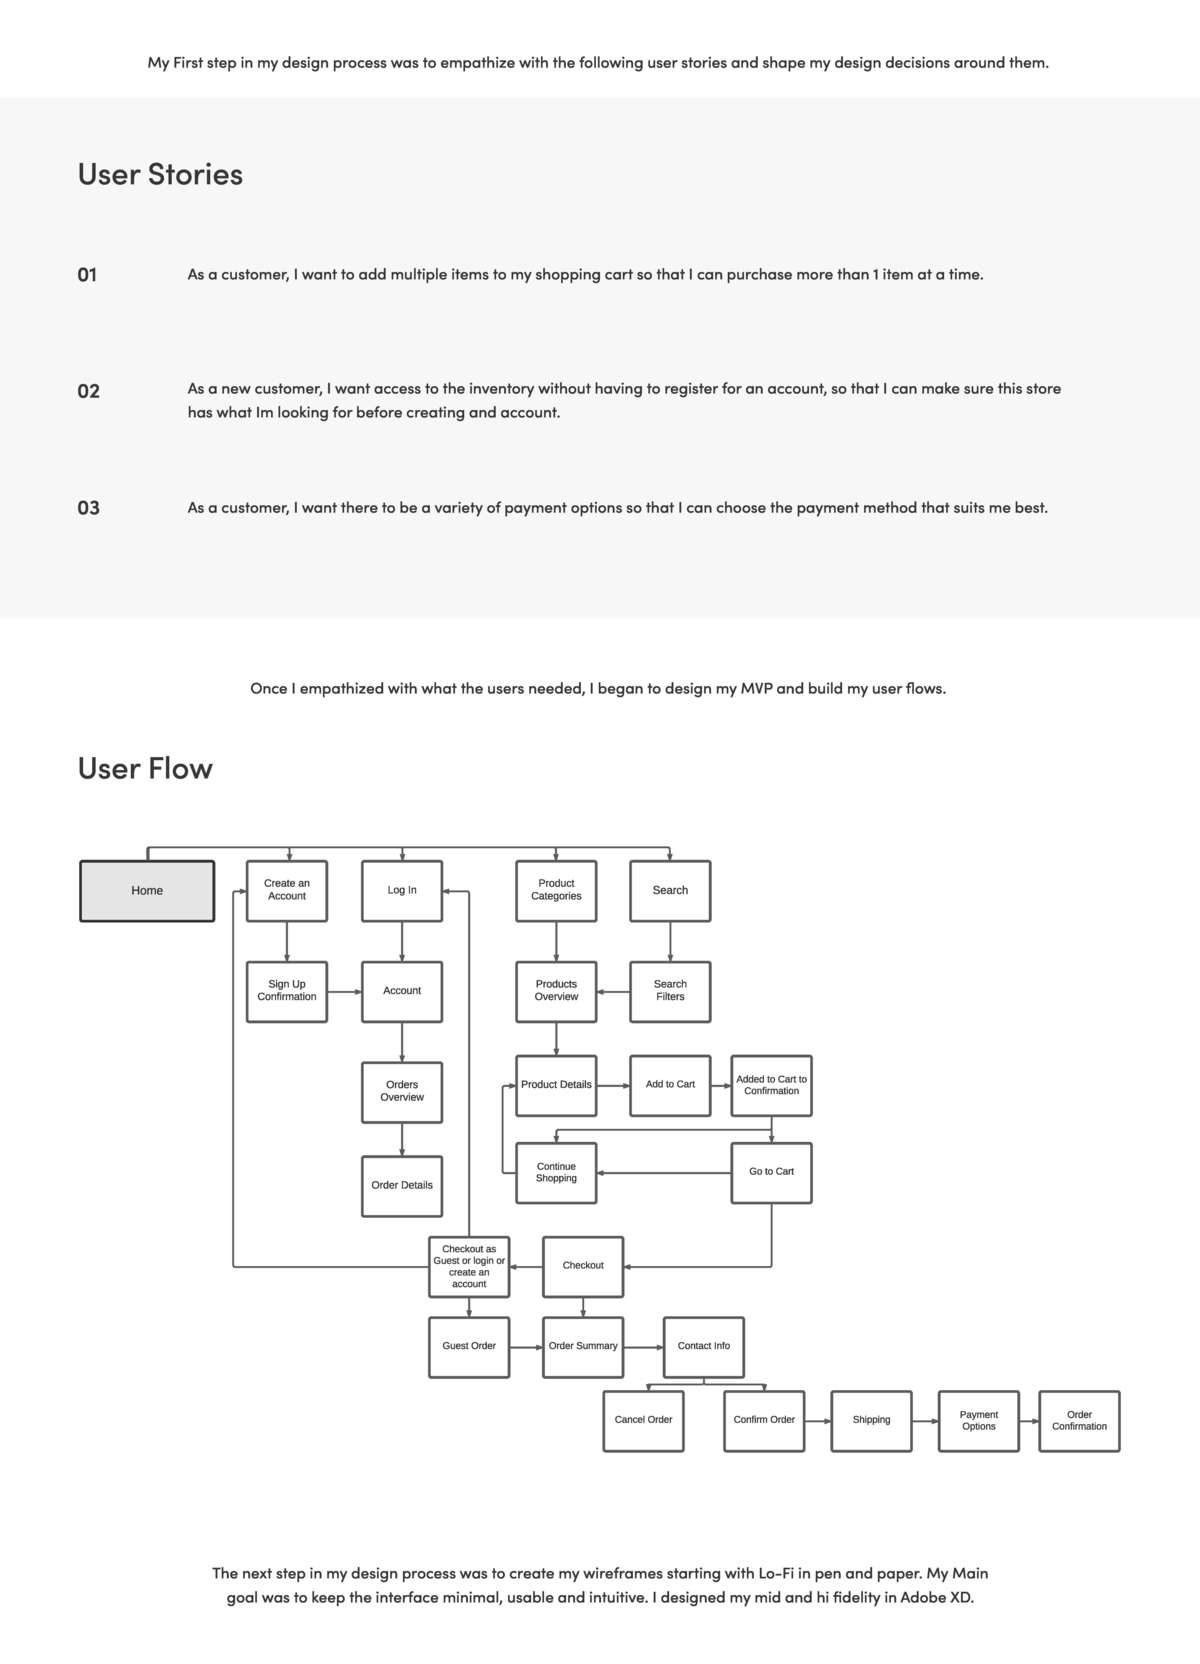 My First step in my design process was to empathize with the following user stories and shape my design decisions around them.
User Stories
01
As a customer, I want to add multiple items to my shopping cart so that I can purchase more than 1 item at a time.
02
As a new customer, I want access to the inventory without having to register for an account, so that I can make sure this store
has what Im looking for before creating and account.
03
As a customer, I want there to be a variety of payment options so that I can choose the payment method that suits me best.
Once I empathized with what the users needed, I began to design my MVP and build my user flows.
User Flow
Home
Create an
Account
Log In
Product
Categories
Search
Sign Up
Confirmation
Account
Products
Overview
Search
Filters
Orders
Overview
Product Details
Add to Cart
Added to Cart to
Confirmation
Order Details
Continue
Shopping
Go to Cart
Checkout as
Guest or login or
create an
account
Checkout
Guest Order
Order Summary
Contact Info
Cancel Order
Confirm Order
Shipping
Payment
Options
Order
Confirmation
The next step in my design process was to create my wireframes starting with Lo-Fi in pen and paper. My Main
goal was to keep the interface minimal, usable and intuitive. I designed my mid and hi fidelity in Adobe XD.